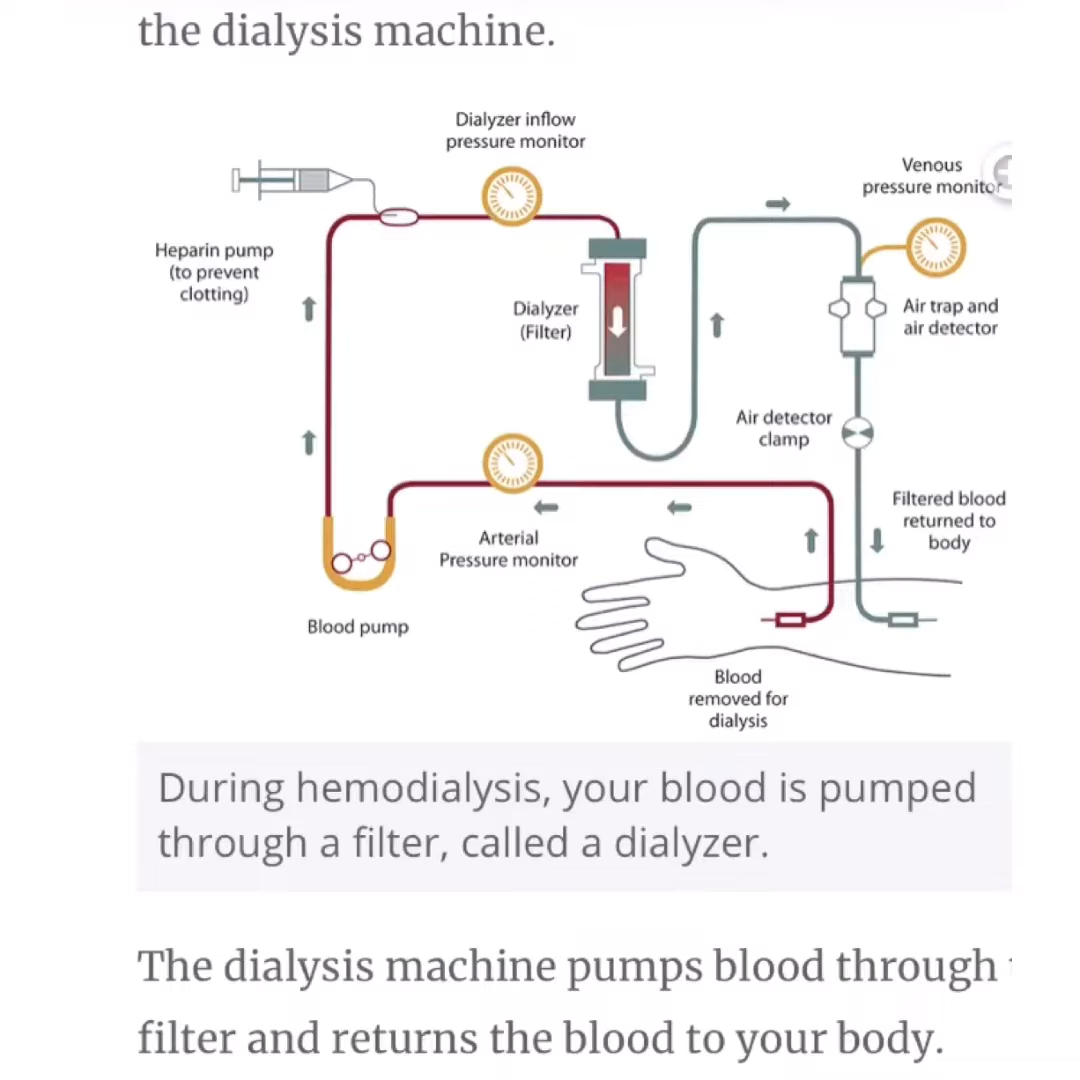 the dialysis machine.
Dialyzer inflow
pressure monitor
Venous
pressure monitor
Heparin pump
(to prevent
clotting)
Dialyzer
(Filter)
Air trap and
air detector
Air detector
clamp
Filtered blood
returned to
body
Arterial
Pressure monitor
Blood pump
Blood
removed for
dialysis
During hemodialysis, your blood is pumped
through a filter, called a dialyzer.
The dialysis machine pumps blood through
filter and returns the blood to your body.